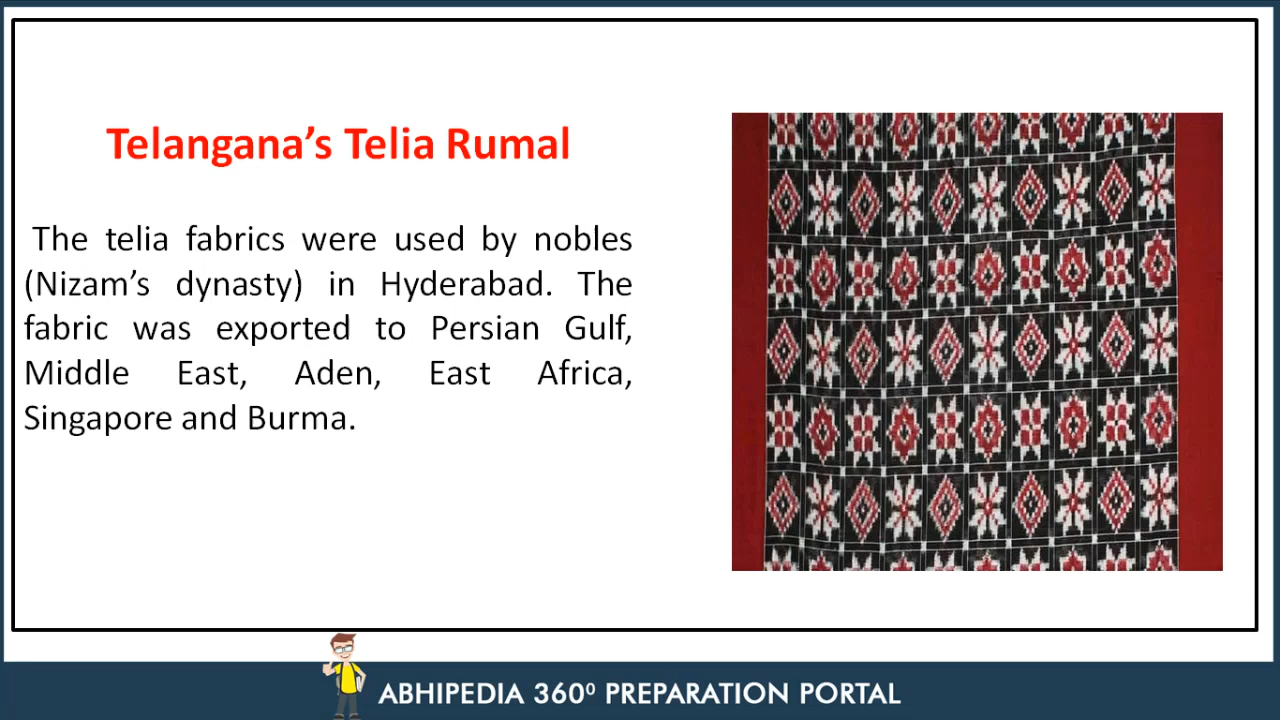 Telangana’s Telia Rumal
The telia fabrics were used by nobles
(Nizam’s dynasty) in Hyderabad. The
fabric was exported to Persian Gulf,
Middle East, Aden, East Africa,
Singapore and Burma.
ABHIPEDIA 360⁰ PREPARATION PORTAL